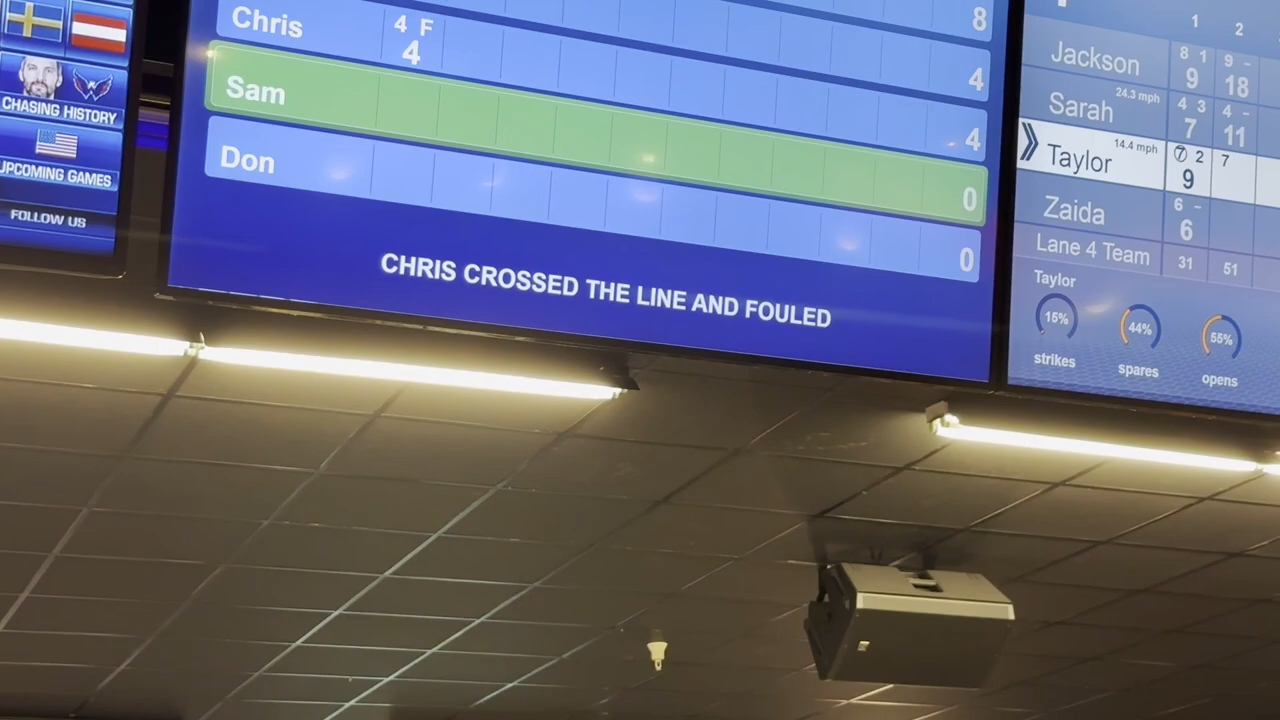 CHASING HISTORY
UPCOMING GAMES
FOLLOW US
8
Chris 4 F 4 4
4
Sam 0
Don 0
CHRIS CROSSED THE LINE AND FOULED
1 2
Jackson 8 1 9 9 - 18
Sarah 24.3 mph 4 3 7 4 - 11
Taylor 14.4 mph 7 2 9 7
Zaida 6 - 6
Lane 4 Team 31 51
Taylor
15% 44% 55%
strikes spares opens